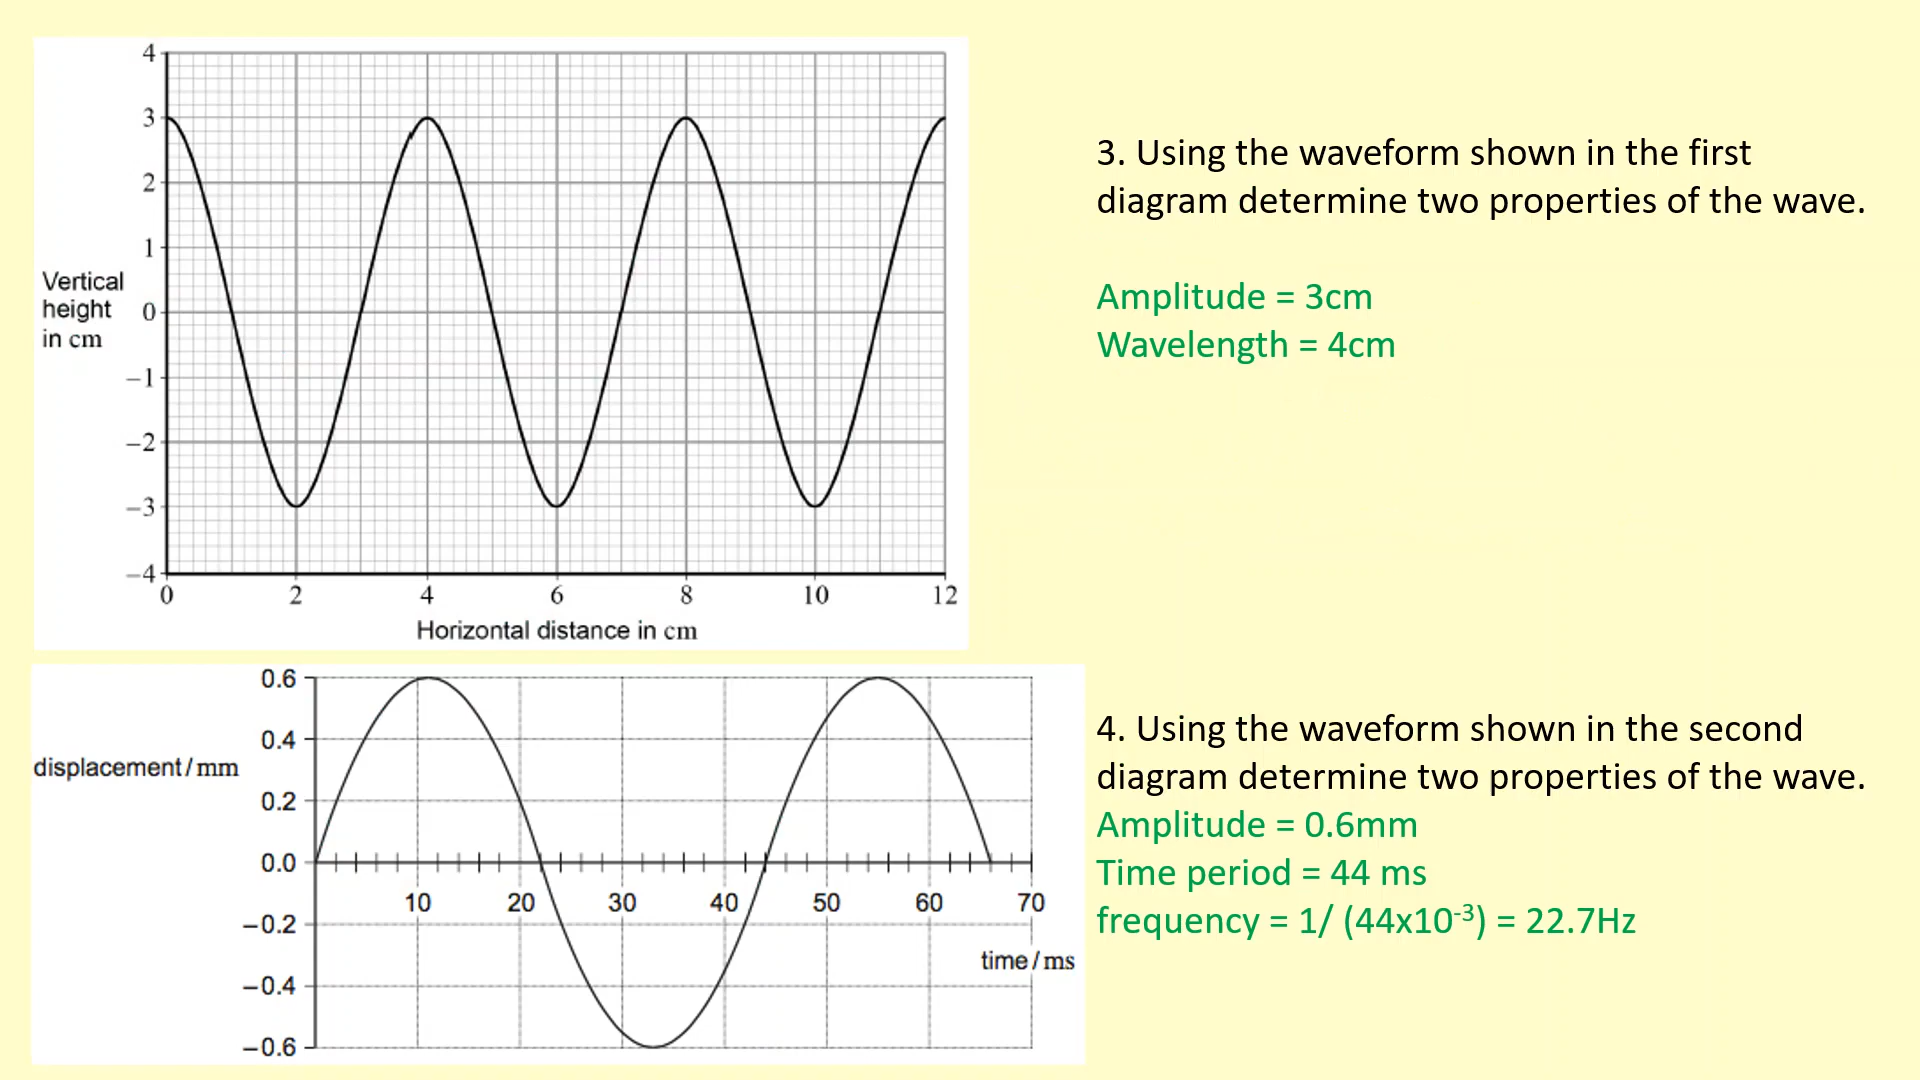 4
3
2
1
0
−1
−2
−3
−4
Vertical
height
in cm
0 2 4 6 8 10 12
Horizontal distance in cm
3. Using the waveform shown in the first
diagram determine two properties of the wave.
Amplitude = 3cm
Wavelength = 4cm
0.6
0.4
0.2
0.0
−0.2
−0.4
−0.6
displacement / mm
10 20 30 40 50 60 70
time / ms
4. Using the waveform shown in the second
diagram determine two properties of the wave.
Amplitude = 0.6mm
Time period = 44 ms
frequency = 1/ (44x10⁻³) = 22.7Hz